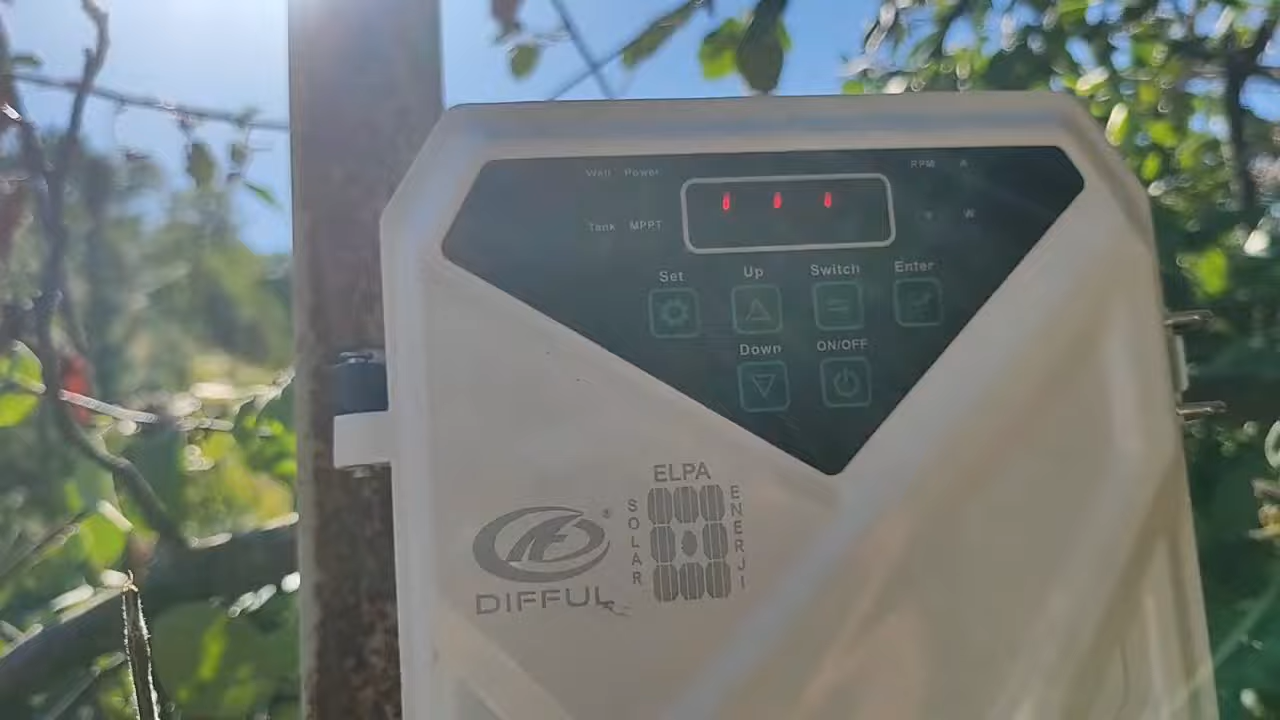 Well Power
RPM A
Tank MPPT
W
Set Up Switch Enter
Down ON/OFF
ELPA
SOLAR
ENERJI
DIFFUL
®